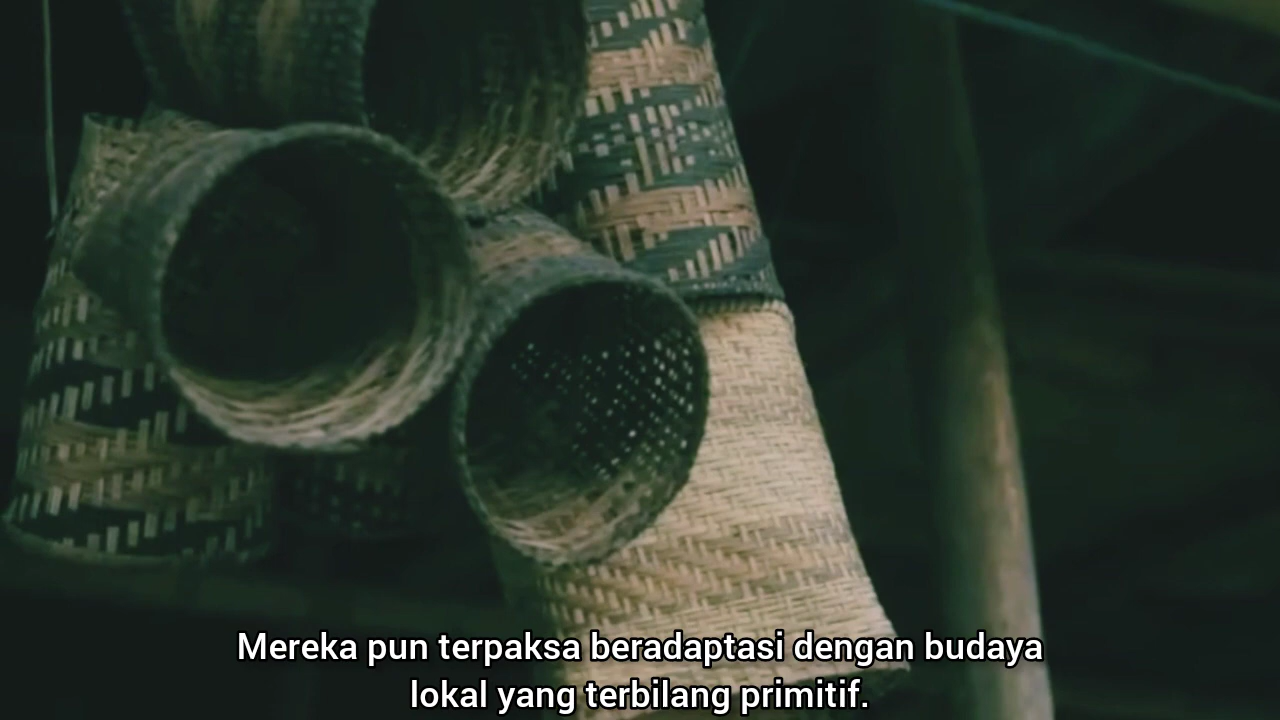 Mereka pun terpaksa beradaptasi dengan budaya
lokal yang terbilang primitif.